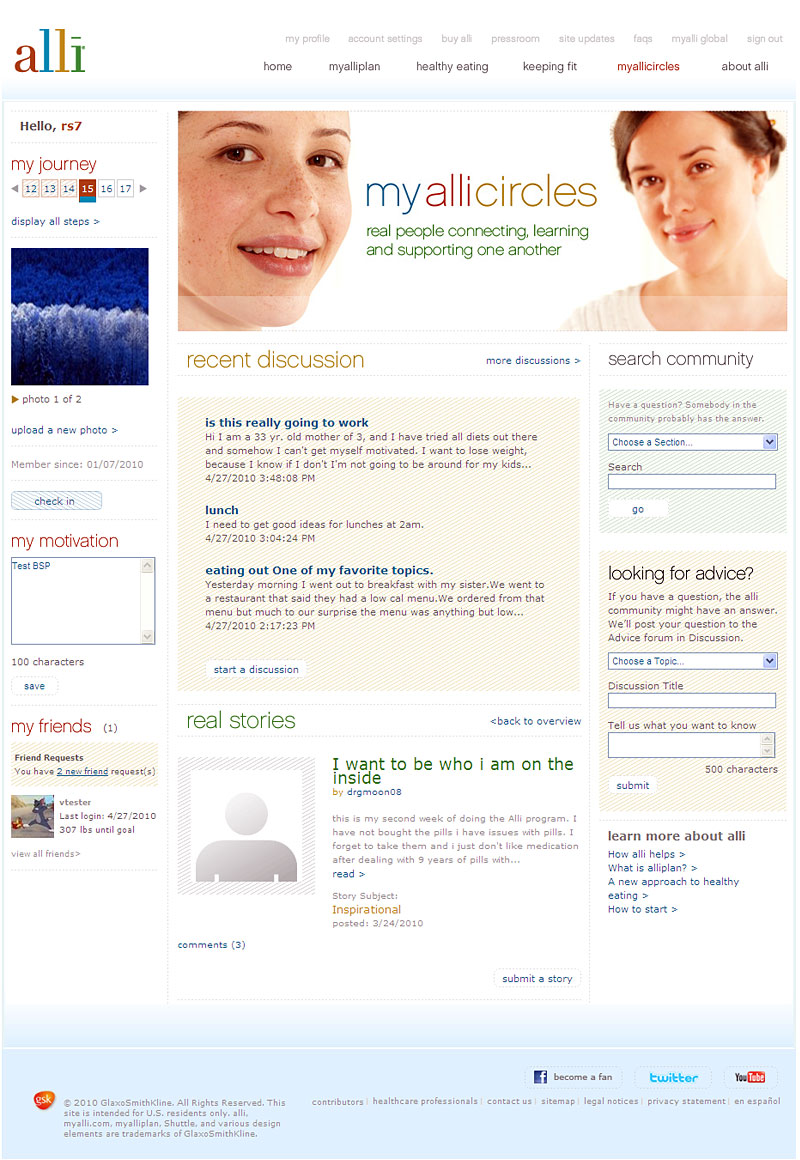 alli
my profile account settings buy alli pressroom site updates faqs myalli global sign out
home myalliplan healthy eating keeping fit myallicircles about alli
Hello, rs7
my journey
12 13 14 15 16 17
display all steps >
photo 1 of 2
upload a new photo >
Member since: 01/07/2010
check in
my motivation
Test BSP
100 characters
save
my friends (1)
Friend Requests
You have 2 new friend request(s)
vtester
Last login: 4/27/2010
307 lbs until goal
view all friends>
myallicircles
real people connecting, learning
and supporting one another
recent discussion more discussions >
is this really going to work
Hi I am a 33 yr. old mother of 3, and I have tried all diets out there
and somehow I can't get myself motivated. I want to lose weight,
because I know if I don't I'm not going to be around for my kids...
4/27/2010 3:48:08 PM
lunch
I need to get good ideas for lunches at 2am.
4/27/2010 3:04:24 PM
eating out One of my favorite topics.
Yesterday morning I went out to breakfast with my sister.We went to
a restaurant that said they had a low cal menu.We ordered from that
menu but much to our surprise the menu was anything but low...
4/27/2010 2:17:23 PM
start a discussion
real stories <back to overview
I want to be who i am on the
inside
by drgmoon08
this is my second week of doing the Alli program. I
have not bought the pills i have issues with pills. I
forget to take them and i just don't like medication
after dealing with 9 years of pills with...
read >
Story Subject:
Inspirational
posted: 3/24/2010
comments (3)
submit a story
search community
Have a question? Somebody in the
community probably has the answer.
Choose a Section...
Search
go
looking for advice?
If you have a question, the alli
community might have an answer.
We'll post your question to the
Advice forum in Discussion.
Choose a Topic...
Discussion Title
Tell us what you want to know
500 characters
submit
learn more about alli
How alli helps >
What is alliplan? >
A new approach to healthy
eating >
How to start >
become a fan twitter YouTube
gsk
© 2010 GlaxoSmithKline. All Rights Reserved. This
site is intended for U.S. residents only. alli,
myalli.com, myalliplan, Shuttle, and various design
elements are trademarks of GlaxoSmithKline.
contributors | healthcare professionals | contact us | sitemap | legal notices | privacy statement | en español